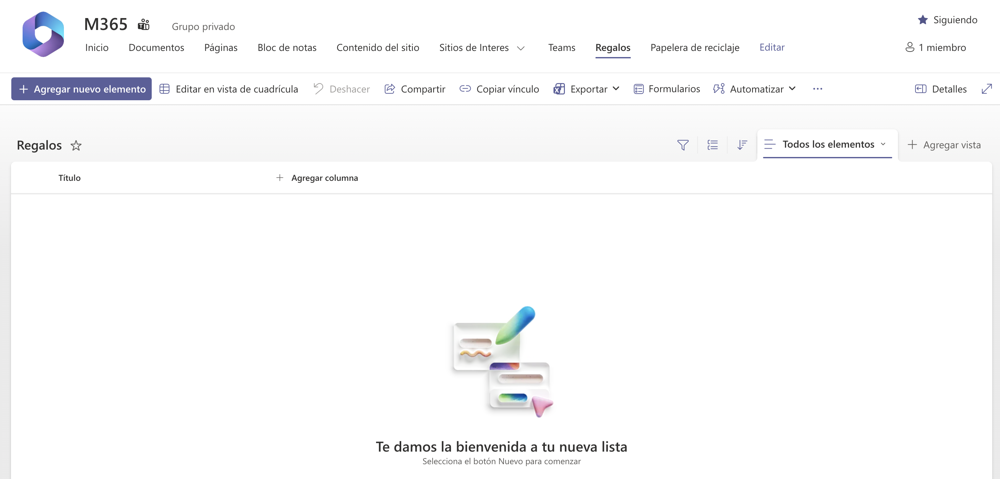 M365 Grupo privado Siguiendo
Inicio Documentos Páginas Bloc de notas Contenido del sitio Sitios de Interes Teams Regalos Papelera de reciclaje Editar 1 miembro
+ Agregar nuevo elemento Editar en vista de cuadrícula Deshacer Compartir Copiar vínculo Exportar Formularios Automatizar ... Detalles
Regalos Todos los elementos + Agregar vista
Título + Agregar columna
Te damos la bienvenida a tu nueva lista
Selecciona el botón Nuevo para comenzar